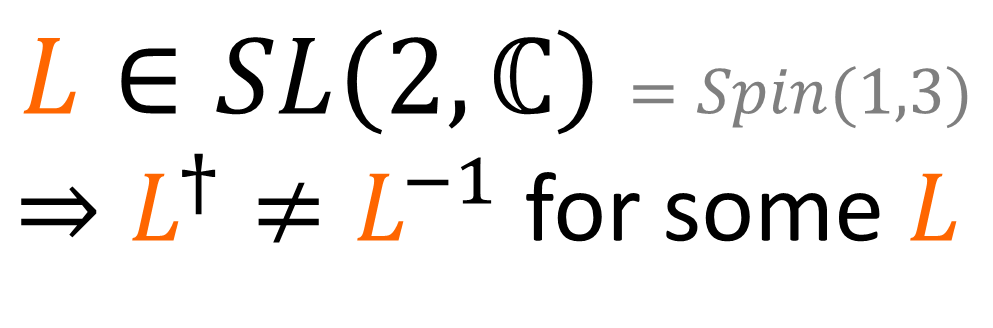 L ∈ SL(2, ℂ) = Spin(1,3)
⇒ L† ≠ L⁻¹ for some L